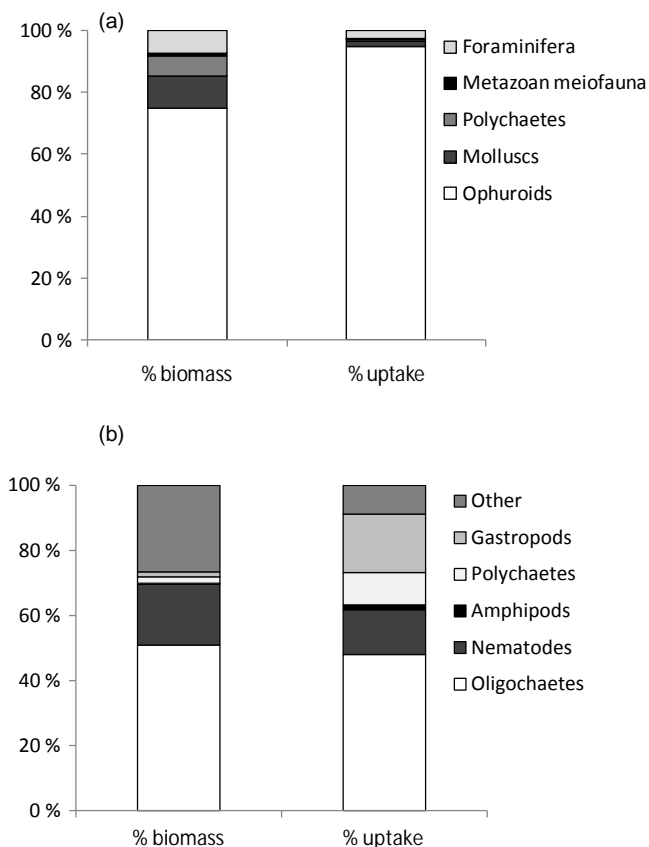 (a)
100 %
80 %
60 %
40 %
20 %
0 %
% biomass
% uptake
Foraminifera
Metazoan meiofauna
Polychaetes
Molluscs
Ophuroids
(b)
100 %
80 %
60 %
40 %
20 %
0 %
% biomass
% uptake
Other
Gastropods
Polychaetes
Amphipods
Nematodes
Oligochaetes